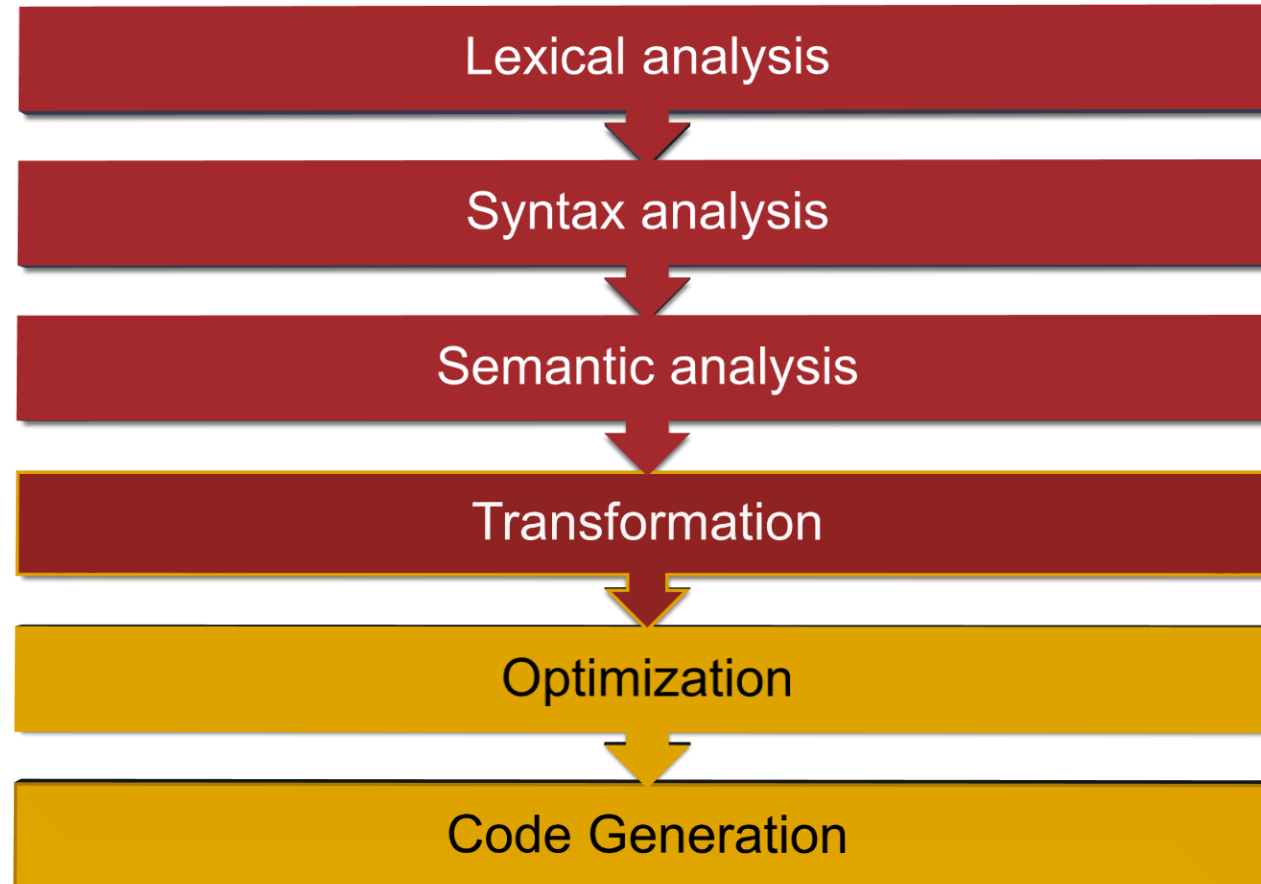 Lexical analysis
Syntax analysis
Semantic analysis
Transformation
Optimization
Code Generation